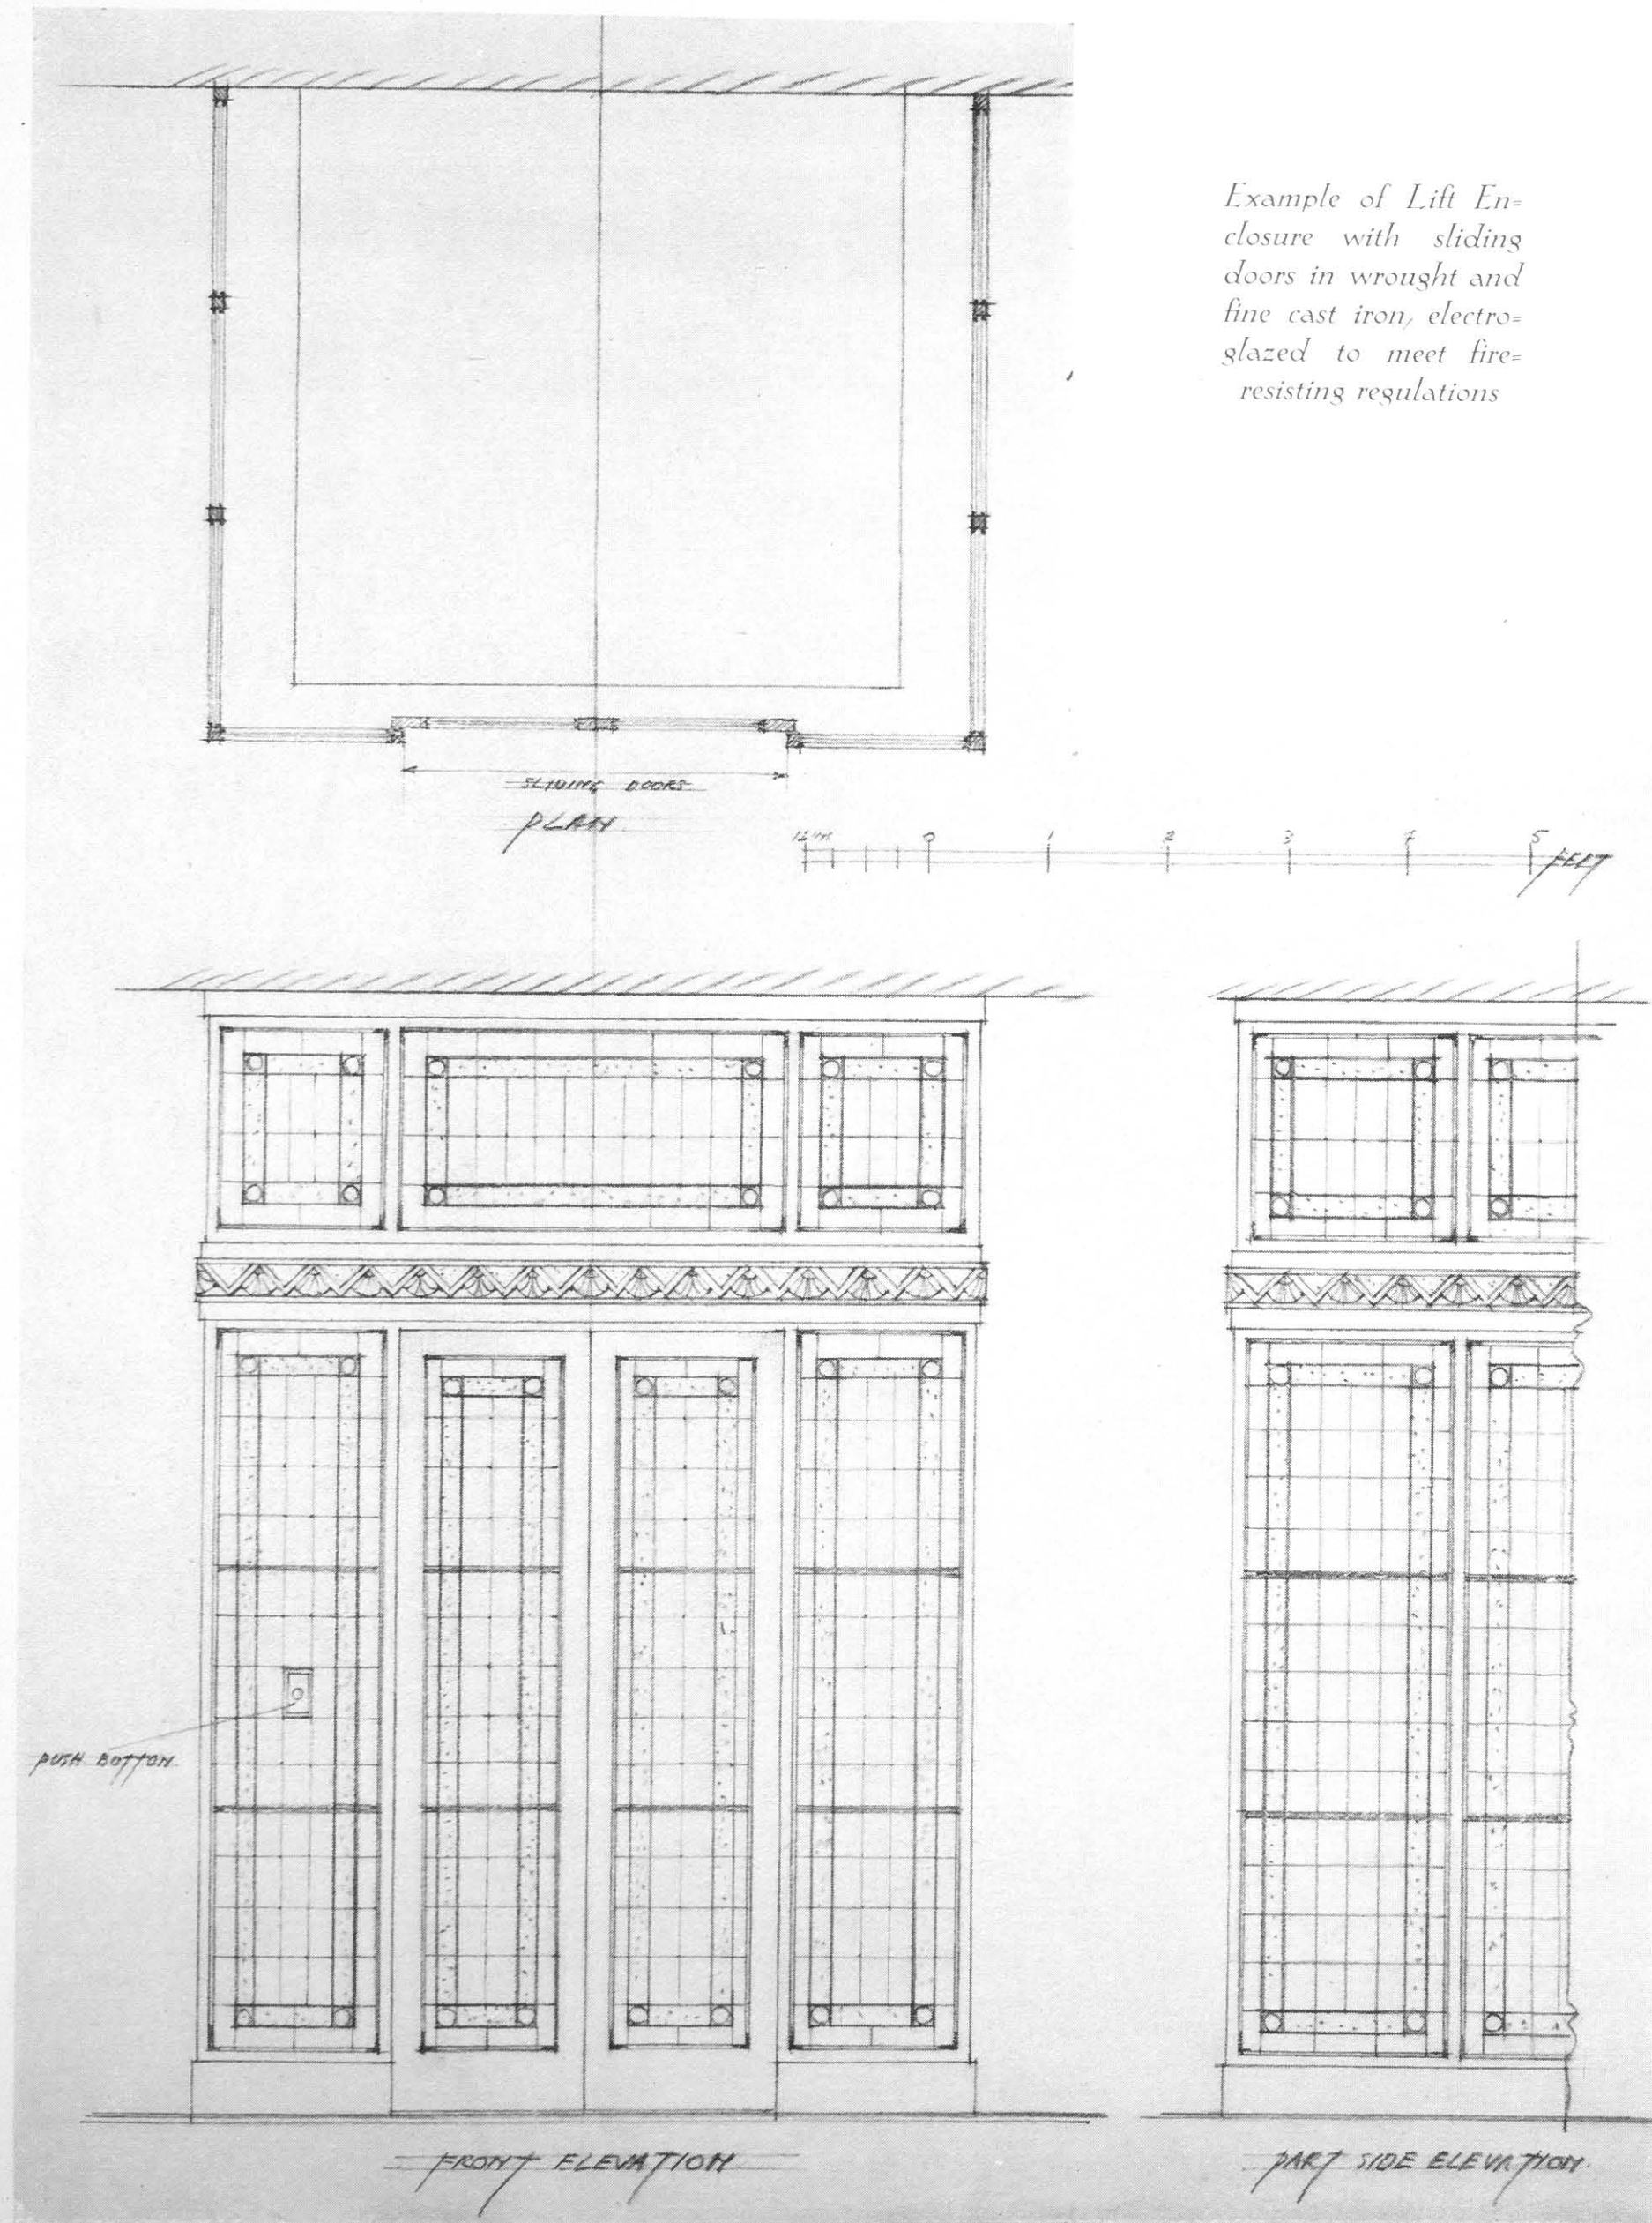 Example of Lift En=
closure with sliding
doors in wrought and
fine cast iron, electro=
glazed to meet fire=
resisting regulations
SLIDING DOORS
PLAN
12 INS 0 1 2 3 4 5 FEET
PUSH BOTTON.
FRONT ELEVATION
PART SIDE ELEVATION.